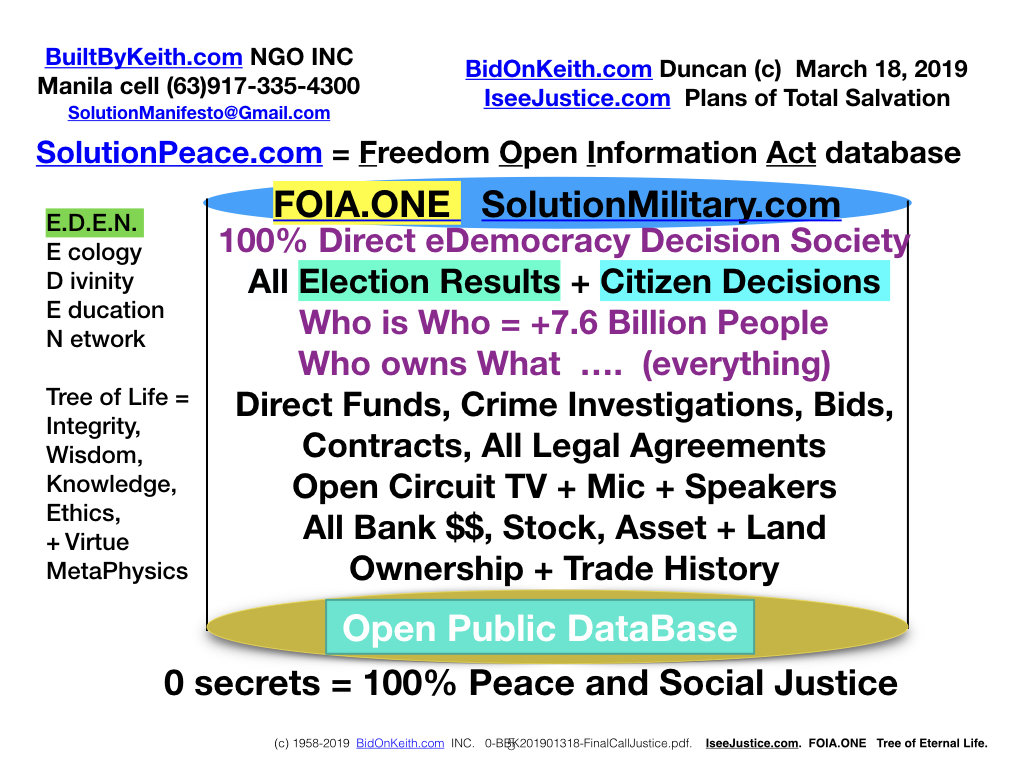 BuiltByKeith.com NGO INC
Manila cell (63)917-335-4300
SolutionManifesto@Gmail.com
BidOnKeith.com Duncan (c) March 18, 2019
IseeJustice.com Plans of Total Salvation
SolutionPeace.com = Freedom Open Information Act database
E.D.E.N.
E cology
D ivinity
E ducation
N etwork
Tree of Life =
Integrity,
Wisdom,
Knowledge,
Ethics,
+ Virtue
MetaPhysics
FOIA.ONE SolutionMilitary.com
100% Direct eDemocracy Decision Society
All Election Results + Citizen Decisions
Who is Who = +7.6 Billion People
Who owns What .... (everything)
Direct Funds, Crime Investigations, Bids,
Contracts, All Legal Agreements
Open Circuit TV + Mic + Speakers
All Bank $$, Stock, Asset + Land
Ownership + Trade History
Open Public DataBase
0 secrets = 100% Peace and Social Justice
(c) 1958-2019 BidOnKeith.com INC. 0-BBK201901318-FinalCallJustice.pdf. IseeJustice.com. FOIA.ONE Tree of Eternal Life.
5